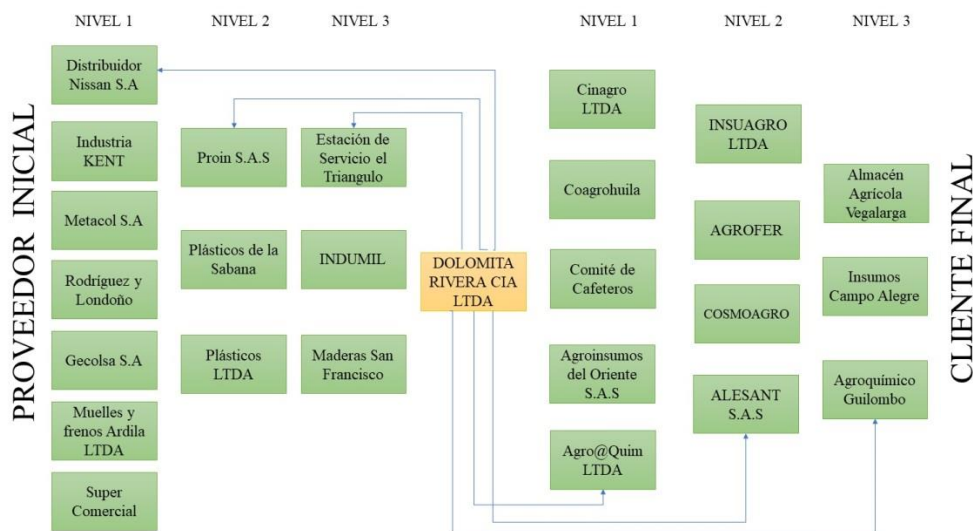 NIVEL 1
NIVEL 2
NIVEL 3
NIVEL 1
NIVEL 2
NIVEL 3
PROVEEDOR INICIAL
Distribuidor
Nissan S.A
Industria
KENT
Metacol S.A
Rodríguez y
Londoño
Gecolsa S.A
Muelles y
frenos Ardila
LTDA
Super
Comercial
Proin S.A.S
Plásticos de la
Sabana
Plásticos
LTDA
Estación de
Servicio el
Triangulo
INDUMIL
Maderas San
Francisco
DOLOMITA
RIVERA CIA
LTDA
Cinagro
LTDA
Coagrohuila
Comité de
Cafeteros
Agroinsumos
del Oriente
S.A.S
Agro@Quim
LTDA
INSUAGRO
LTDA
AGROFER
COSMOAGRO
ALESANT
S.A.S
Almacén
Agrícola
Vegalarga
Insumos
Campo Alegre
Agroquímico
Guilombo
CLIENTE FINAL